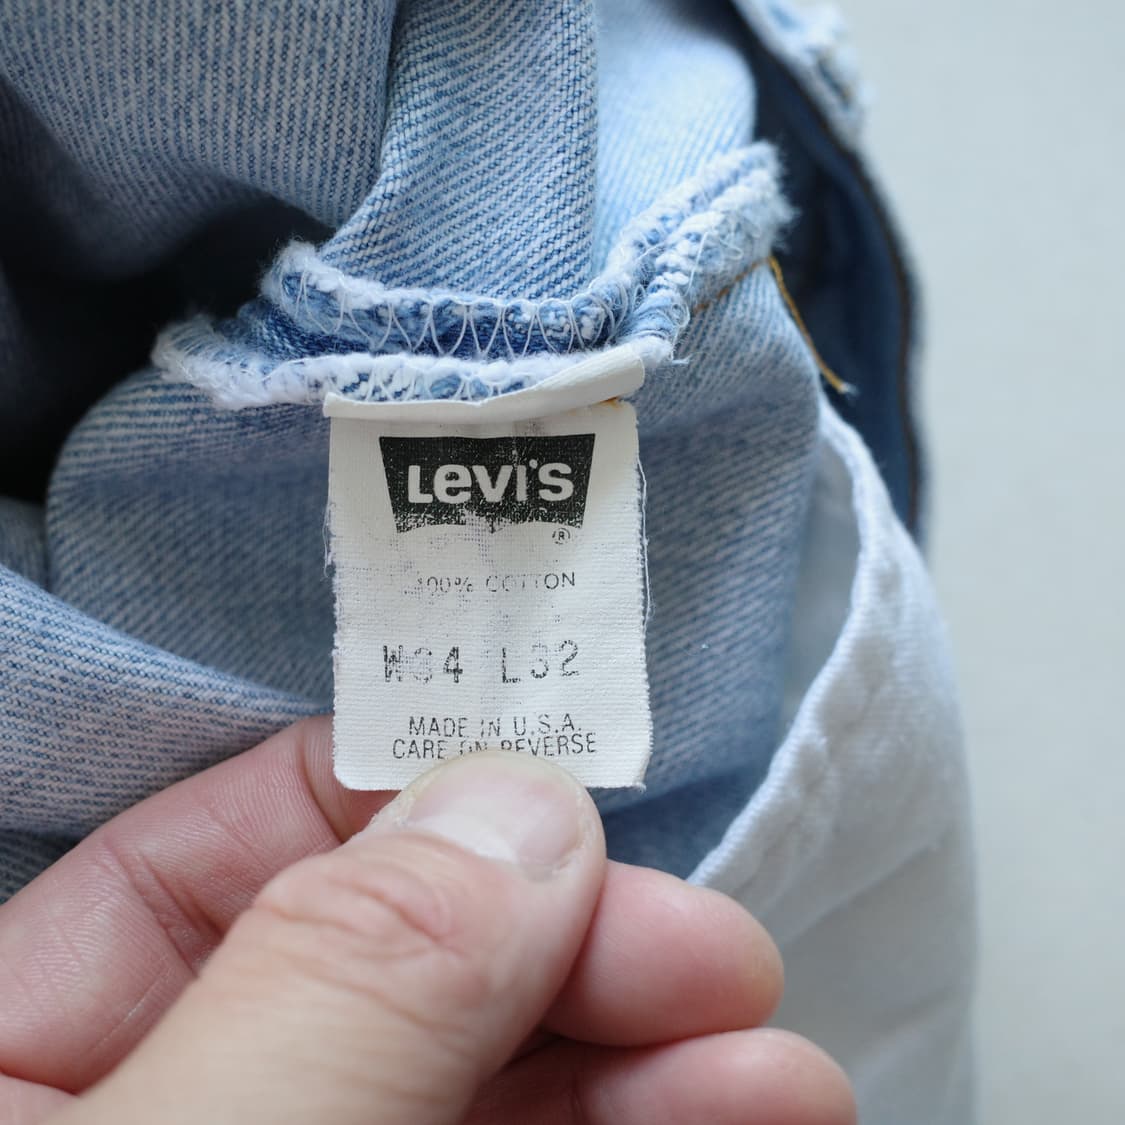 Levi's
®
100% COTTON
W34 L32
MADE IN U.S.A.
CARE ON REVERSE